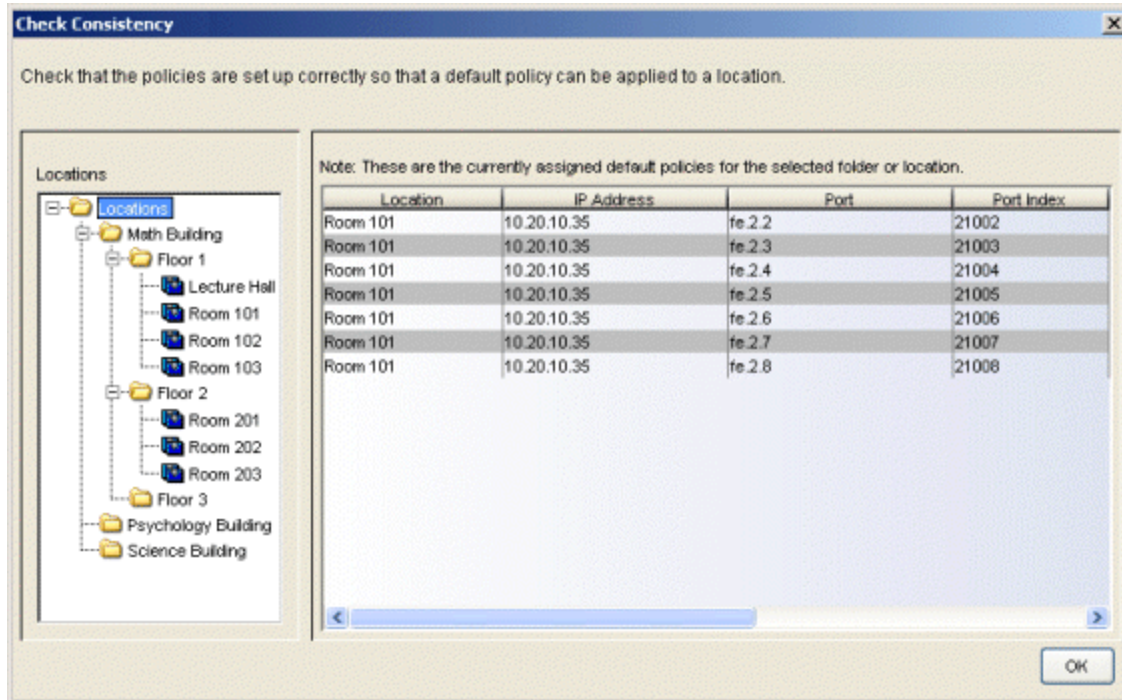 Check Consistency
Check that the policies are set up correctly so that a default policy can be applied to a location.
Locations
Locations
Math Building
Floor 1
Lecture Hall
Room 101
Room 102
Room 103
Floor 2
Room 201
Room 202
Room 203
Floor 3
Psychology Building
Science Building
Note: These are the currently assigned default policies for the selected folder or location.
Location IP Address Port Port Index
Room 101 10.20.10.35 fe.2.2 21002
Room 101 10.20.10.35 fe.2.3 21003
Room 101 10.20.10.35 fe.2.4 21004
Room 101 10.20.10.35 fe.2.5 21005
Room 101 10.20.10.35 fe.2.6 21006
Room 101 10.20.10.35 fe.2.7 21007
Room 101 10.20.10.35 fe.2.8 21008
OK